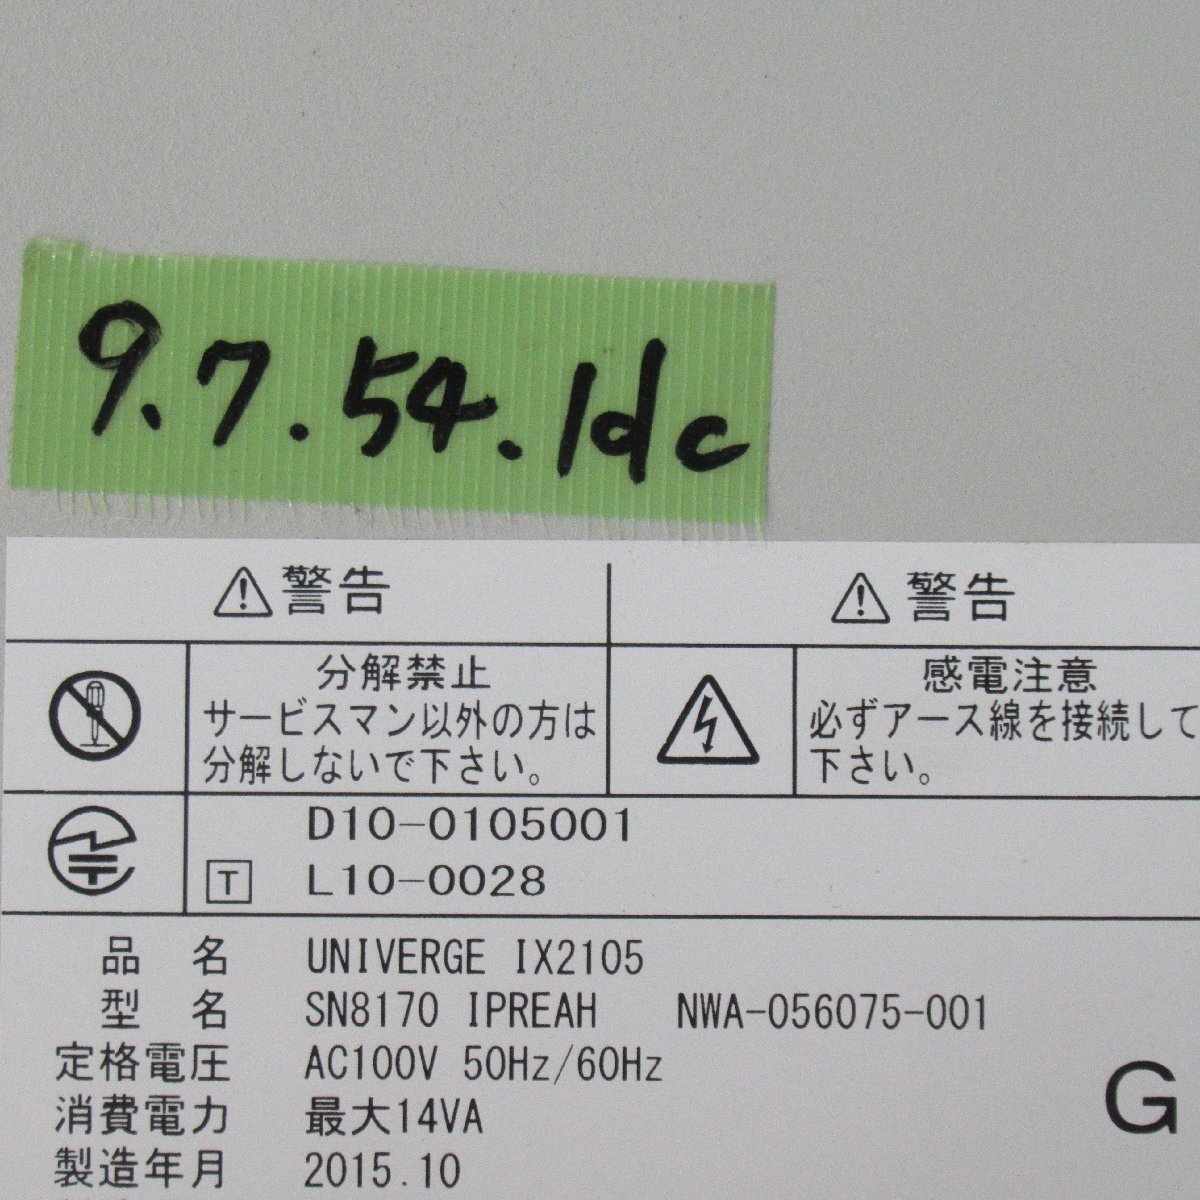 9.7.54.1dc
警告
警告
分解禁止
サービスマン以外の方は
分解しないで下さい。
感電注意
必ずアース線を接続して
下さい。
D10-0105001
T L10-0028
品 名 UNIVERGE IX2105
型 名 SN8170 IPREAH NWA-056075-001
定格電圧 AC100V 50Hz/60Hz
消費電力 最大14VA
製造年月 2015.10
G